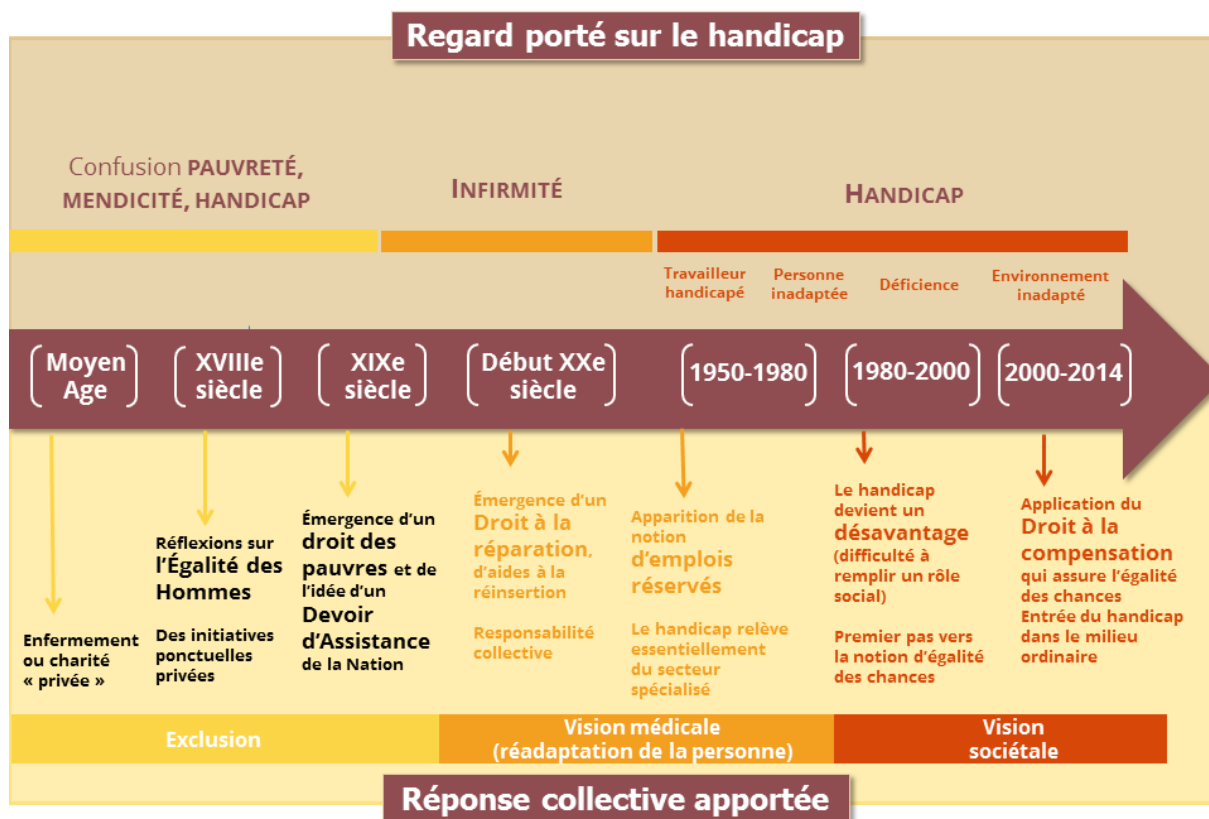 Regard porté sur le handicap
Confusion PAUVRETÉ,
MENDICITÉ, HANDICAP
INFIRMITÉ
HANDICAP
Travailleur
handicapé
Personne
inadaptée
Déficience
Environnement
inadapté
Moyen
Age
XVIIIe
siècle
XIXe
siècle
Début XXe
siècle
1950-1980
1980-2000
2000-2014
Enfermement
ou charité
« privée »
Réflexions sur
l’Égalité des
Hommes
Des initiatives
ponctuelles
privées
Émergence d’un
droit des
pauvres et de
l’idée d’un
Devoir
d’Assistance
de la Nation
Émergence d’un
Droit à la
réparation,
d’aides à la
réinsertion
Responsabilité
collective
Apparition de la
notion
d’emplois
réservés
Le handicap relève
essentiellement
du secteur
spécialisé
Le handicap
devient un
désavantage
(difficulté à
remplir un rôle
social)
Premier pas vers
la notion d’égalité
des chances
Application du
Droit à la
compensation
qui assure l’égalité
des chances
Entrée du handicap
dans le milieu
ordinaire
Exclusion
Vision médicale
(réadaptation de la personne)
Vision
sociétale
Réponse collective apportée